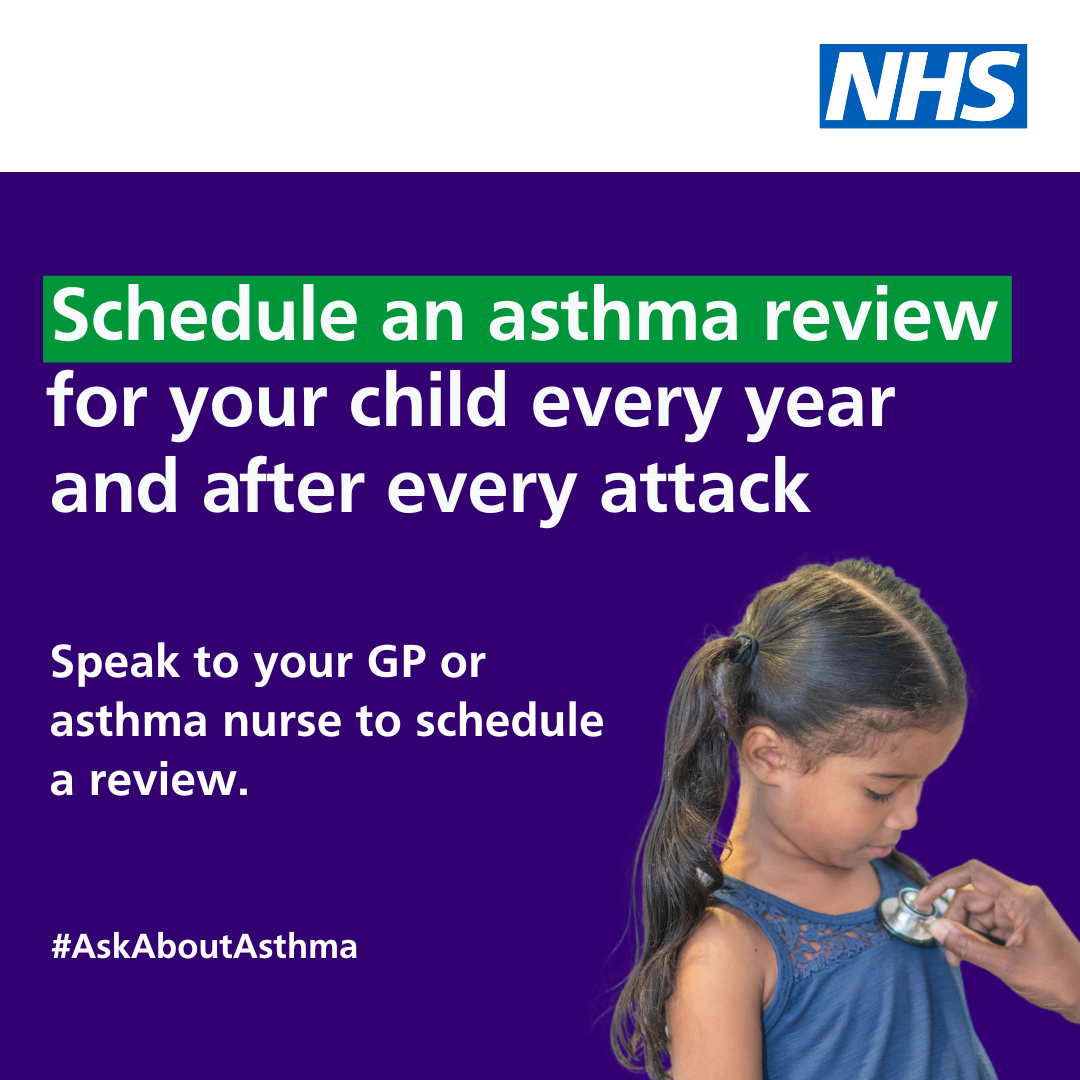 NHS
Schedule an asthma review
for your child every year
and after every attack
Speak to your GP or
asthma nurse to schedule
a review.
#AskAboutAsthma